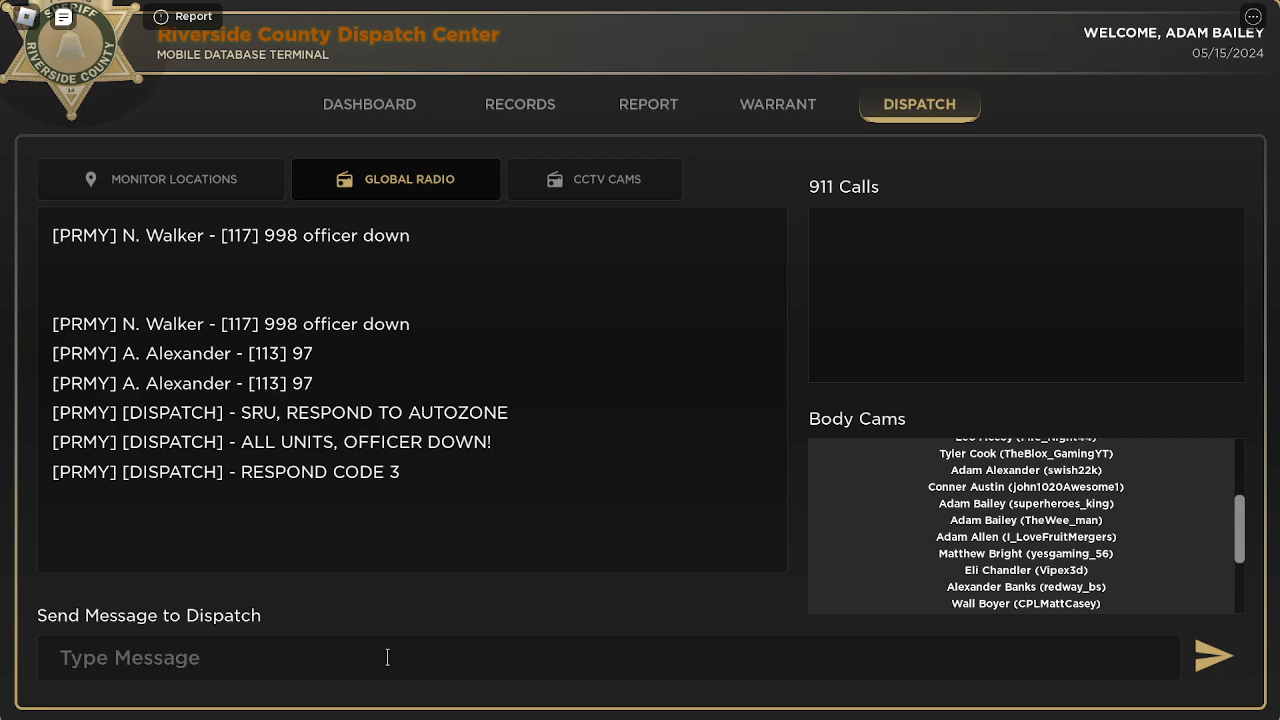 SHERIFF
RIVERSIDE COUNTY
14
Report
Riverside County Dispatch Center
MOBILE DATABASE TERMINAL
WELCOME, ADAM BAILEY
05/15/2024
DASHBOARD
RECORDS
REPORT
WARRANT
DISPATCH
MONITOR LOCATIONS
GLOBAL RADIO
CCTV CAMS
[PRMY] N. Walker - [117] 998 officer down
[PRMY] N. Walker - [117] 998 officer down
[PRMY] A. Alexander - [113] 97
[PRMY] A. Alexander - [113] 97
[PRMY] [DISPATCH] - SRU, RESPOND TO AUTOZONE
[PRMY] [DISPATCH] - ALL UNITS, OFFICER DOWN!
[PRMY] [DISPATCH] - RESPOND CODE 3
911 Calls
Body Cams
Tyler Cook (TheBlox_GamingYT)
Adam Alexander (swish22k)
Conner Austin (john1020Awesome1)
Adam Bailey (superheroes_king)
Adam Bailey (TheWee_man)
Adam Allen (I_LoveFruitMergers)
Matthew Bright (yesgaming_56)
Eli Chandler (Vipex3d)
Alexander Banks (redway_bs)
Wall Boyer (CPLMattCasey)
Send Message to Dispatch
Type Message